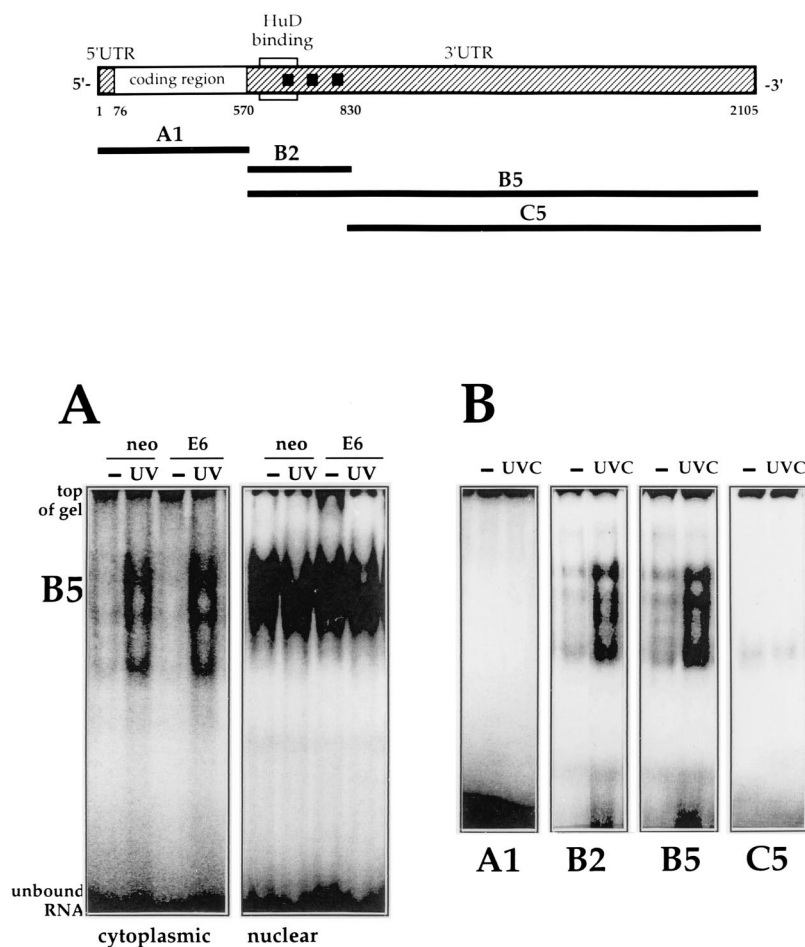 HuD
binding
5'UTR 3'UTR
5'- coding region -3'
1 76 570 830 2105
A1
B2
B5
C5
A B
neo E6 neo E6
– UV – UV – UV – UV
– UVC – UVC – UVC – UVC
top
of gel
B5
unbound
RNA
A1 B2 B5 C5
cytoplasmic nuclear